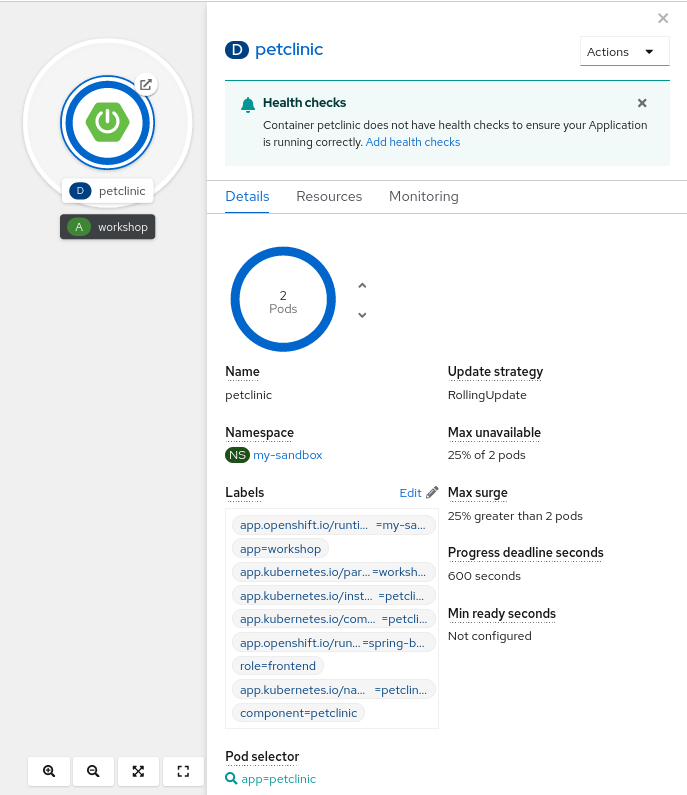 D petclinic
A workshop
D petclinic
Actions
Health checks
Container petclinic does not have health checks to ensure your Application
is running correctly. Add health checks
Details Resources Monitoring
2
Pods
Name
petclinic
Namespace
NS my-sandbox
Labels Edit
app.openshift.io/runti... =my-sa...
app=workshop
app.kubernetes.io/par... =worksh...
app.kubernetes.io/inst... =petcli...
app.kubernetes.io/com... =petcli...
app.openshift.io/run... =spring-b...
role=frontend
app.kubernetes.io/na... =petclin...
component=petclinic
Pod selector
app=petclinic
Update strategy
RollingUpdate
Max unavailable
25% of 2 pods
Max surge
25% greater than 2 pods
Progress deadline seconds
600 seconds
Min ready seconds
Not configured